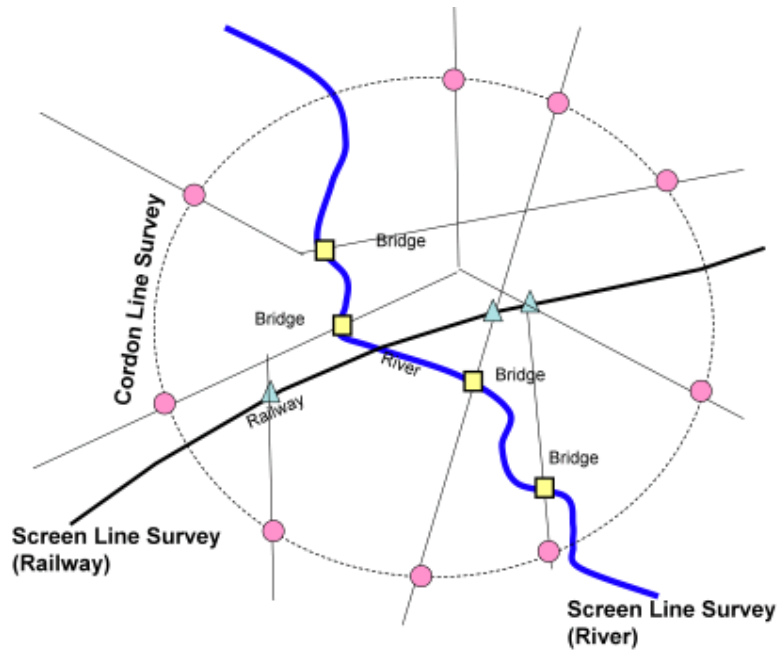 Cordon Line Survey
Bridge
Bridge
River
Bridge
Railway
Bridge
Screen Line Survey
(Railway)
Screen Line Survey
(River)